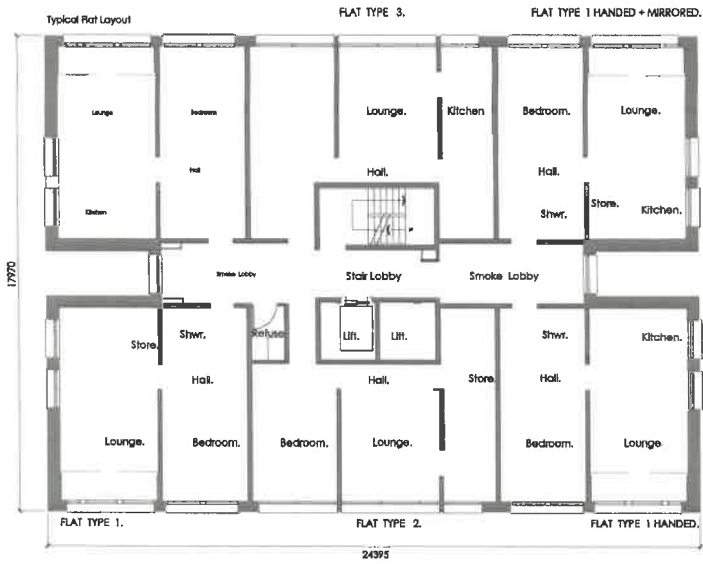 FLAT TYPE 3.
FLAT TYPE 1 HANDED + MIRRORED.
Typical Flat Layout
Lounge
Bedroom
Lounge.
Kitchen
Bedroom.
Lounge.
Hall
Hall.
Hall.
Kitchen
Shwr.
Store.
Kitchen.
Smoke Lobby
Stair Lobby
Smoke Lobby
17970
Store.
Shwr.
Refuse
Lift.
Lift.
Shwr.
Kitchen.
Hall.
Hall.
Store.
Hall.
Lounge.
Bedroom.
Bedroom.
Lounge.
Bedroom.
Lounge
FLAT TYPE 1.
FLAT TYPE 2.
FLAT TYPE 1 HANDED.
24395